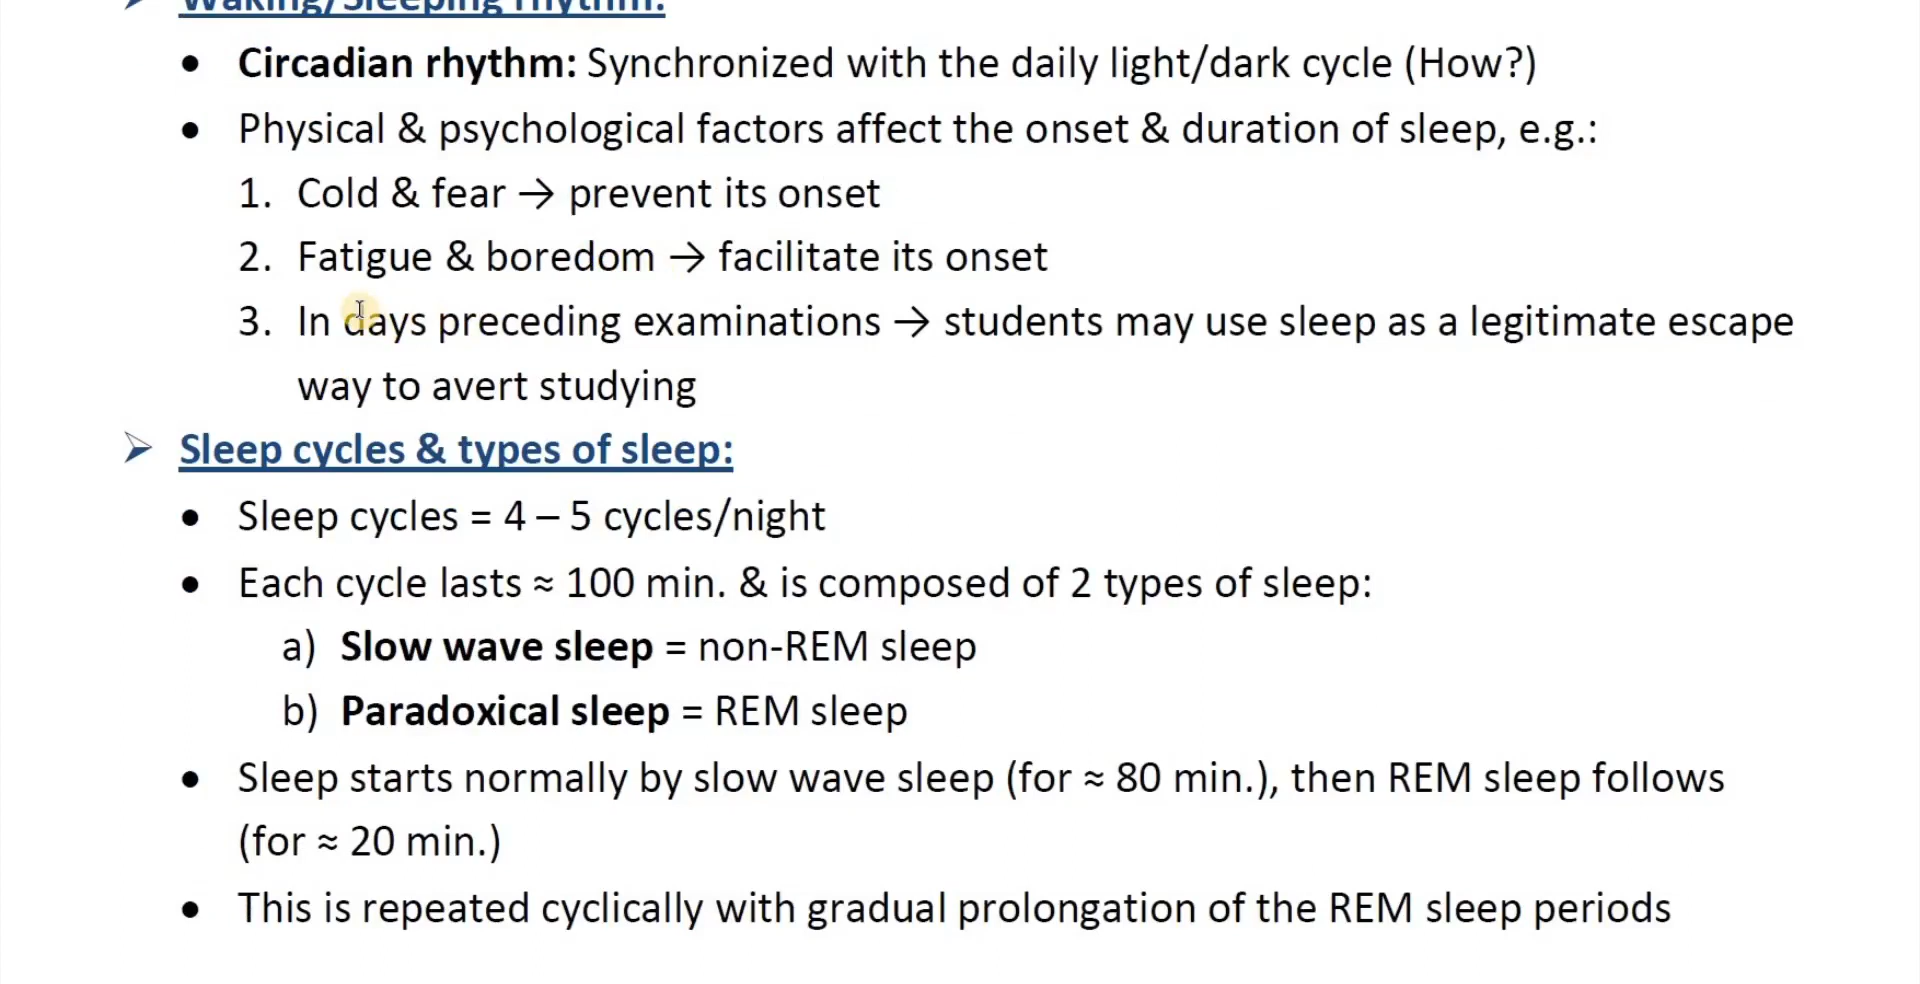 ➢ Waking/Sleeping rhythm:
• Circadian rhythm: Synchronized with the daily light/dark cycle (How?)
• Physical & psychological factors affect the onset & duration of sleep, e.g.:
1. Cold & fear → prevent its onset
2. Fatigue & boredom → facilitate its onset
3. In days preceding examinations → students may use sleep as a legitimate escape
way to avert studying
➢ Sleep cycles & types of sleep:
• Sleep cycles = 4 – 5 cycles/night
• Each cycle lasts ≈ 100 min. & is composed of 2 types of sleep:
a) Slow wave sleep = non-REM sleep
b) Paradoxical sleep = REM sleep
• Sleep starts normally by slow wave sleep (for ≈ 80 min.), then REM sleep follows
(for ≈ 20 min.)
• This is repeated cyclically with gradual prolongation of the REM sleep periods